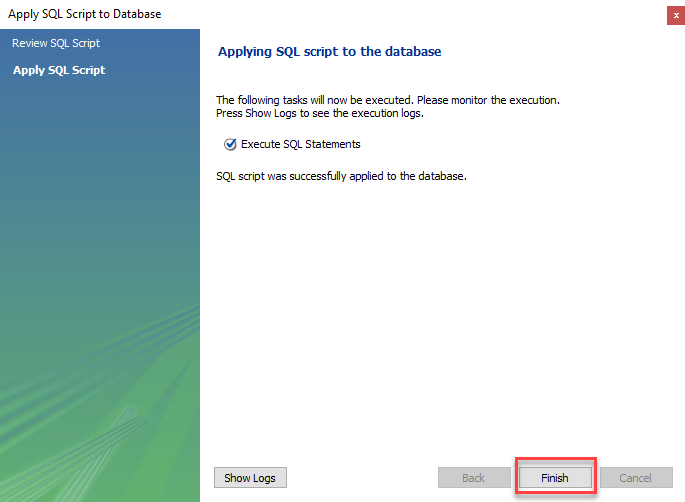 Apply SQL Script to Database
x
Review SQL Script
Apply SQL Script
Applying SQL script to the database
The following tasks will now be executed. Please monitor the execution.
Press Show Logs to see the execution logs.
Execute SQL Statements
SQL script was successfully applied to the database.
Show Logs
Back
Finish
Cancel